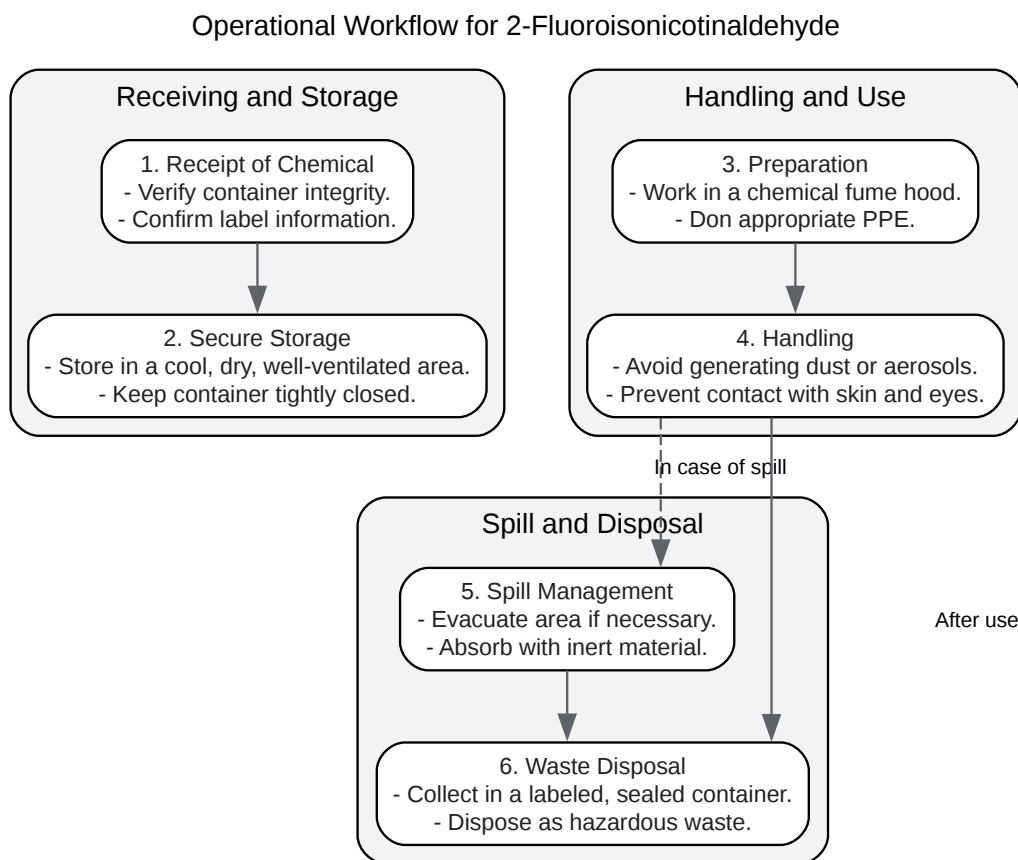 Operational Workflow for 2-Fluoroisonicotinaldehyde
Receiving and Storage
1. Receipt of Chemical
- Verify container integrity.
- Confirm label information.
2. Secure Storage
- Store in a cool, dry, well-ventilated area.
- Keep container tightly closed.
Handling and Use
3. Preparation
- Work in a chemical fume hood.
- Don appropriate PPE.
4. Handling
- Avoid generating dust or aerosols.
- Prevent contact with skin and eyes.
In case of spill
Spill and Disposal
5. Spill Management
- Evacuate area if necessary.
- Absorb with inert material.
After use
6. Waste Disposal
- Collect in a labeled, sealed container.
- Dispose as hazardous waste.